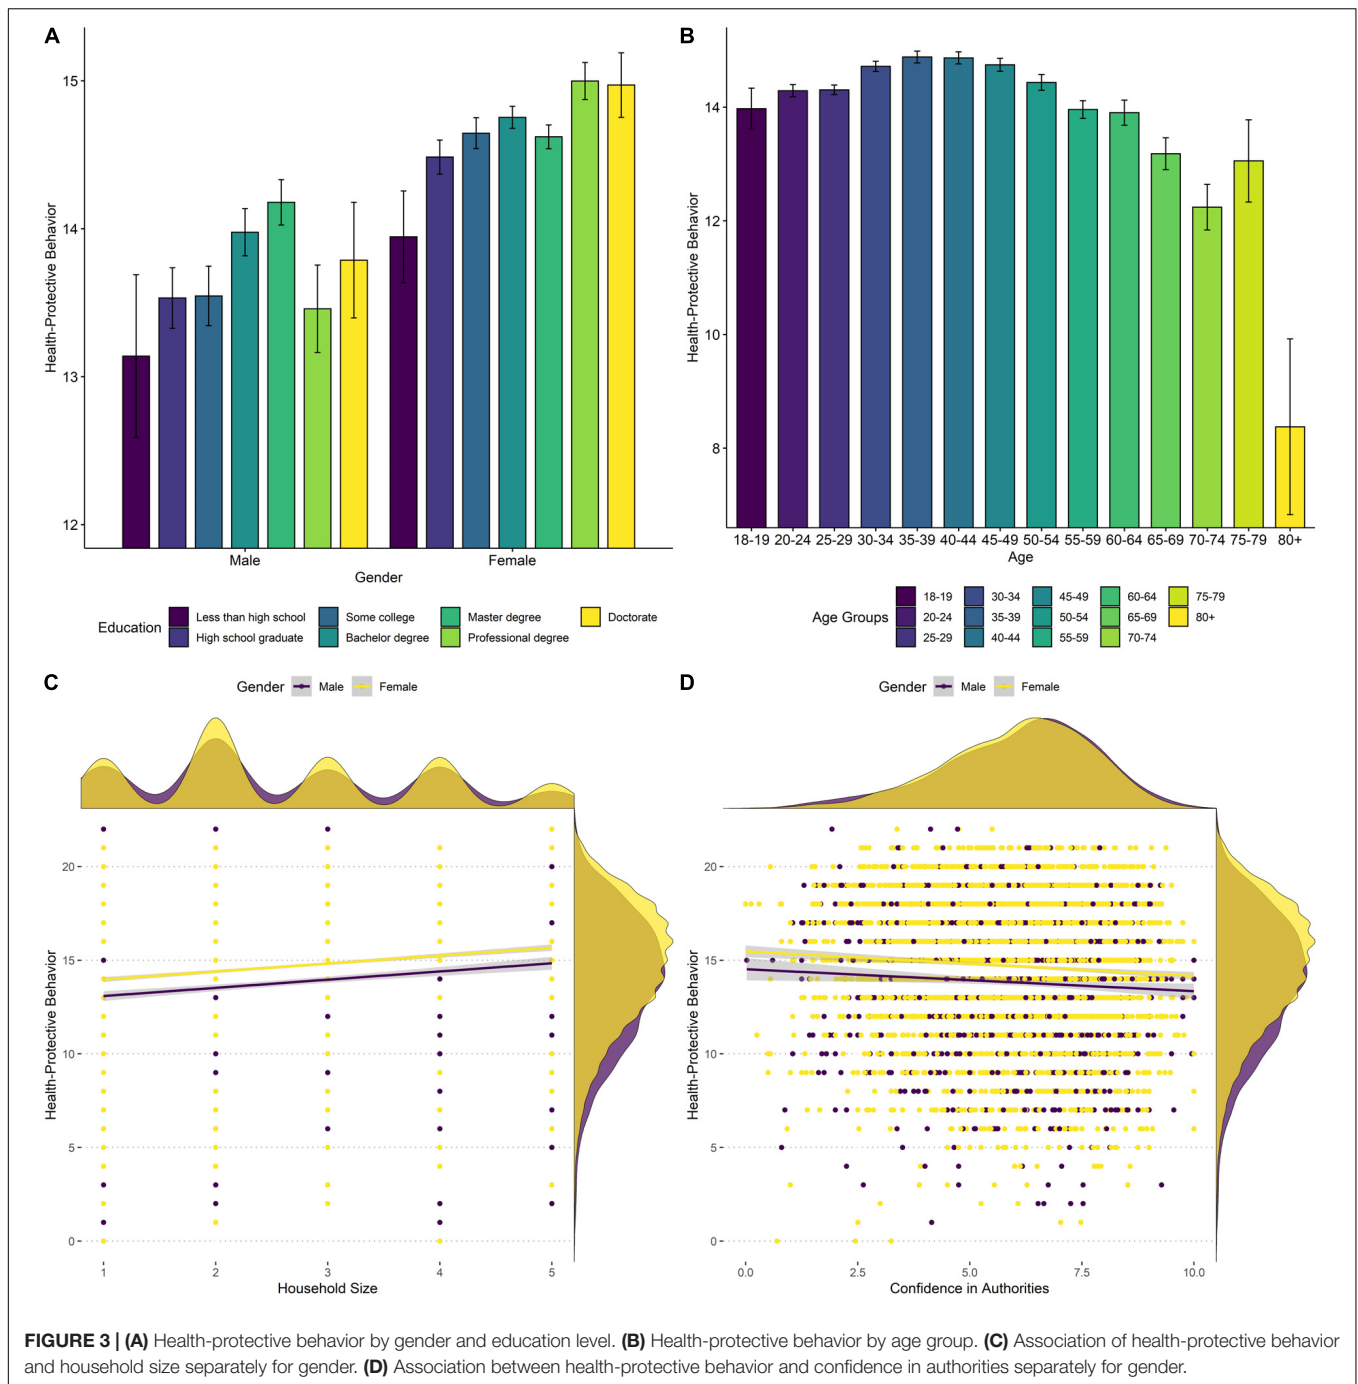 A
Health-Protective Behavior
15
14
13
12
Male
Female
Gender
Education
Less than high school
Some college
Master degree
Doctorate
High school graduate
Bachelor degree
Professional degree
B
Health-Protective Behavior
14
12
10
8
18-19 20-24 25-29 30-34 35-39 40-44 45-49 50-54 55-59 60-64 65-69 70-74 75-79 80+
Age
Age Groups
18-19 30-34 45-49 60-64 75-79
20-24 35-39 50-54 65-69 80+
25-29 40-44 55-59 70-74
C
Gender Male Female
Health-Protective Behavior
20
15
10
5
0
1 2 3 4 5
Household Size
D
Gender Male Female
Health-Protective Behavior
20
15
10
5
0
0.0 2.5 5.0 7.5 10.0
Confidence in Authorities
FIGURE 3 | (A) Health-protective behavior by gender and education level. (B) Health-protective behavior by age group. (C) Association of health-protective behavior
and household size separately for gender. (D) Association between health-protective behavior and confidence in authorities separately for gender.